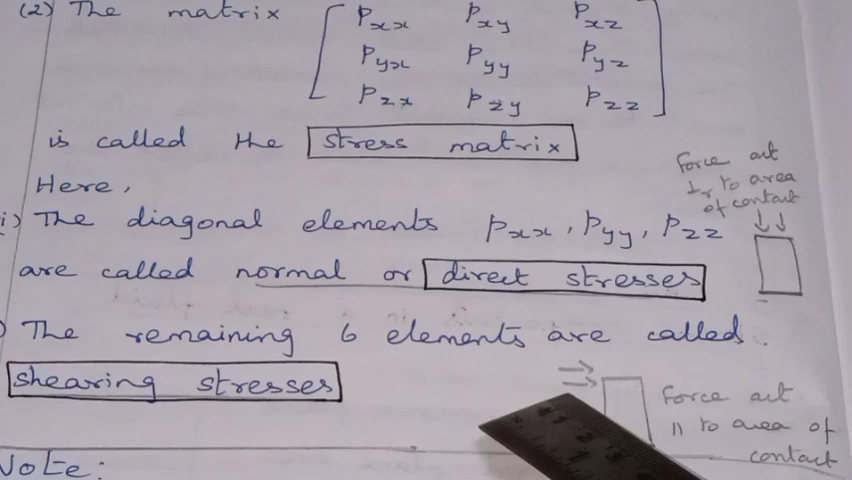 (2) The matrix [ Pxx Pxy Pxz
Pyx Pyy Pyz
Pzx Pzy Pzz ]
is called the stress matrix
Here,
i) The diagonal elements Pxx, Pyy, Pzz
are called normal or direct stresses
) The remaining 6 elements are called.
shearing stresses
Note:
Force act
⊥r to area
of contact
Force act
|| to area of
contact